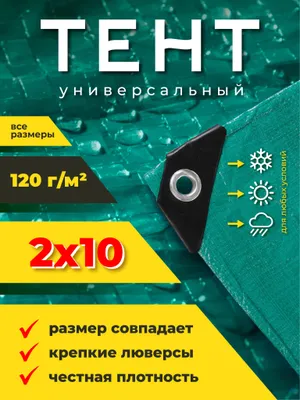 ТЕНТ
универсальный
все
размеры
120 г/м²
для любых условий
2х10
размер совпадает
крепкие люверсы
честная плотность